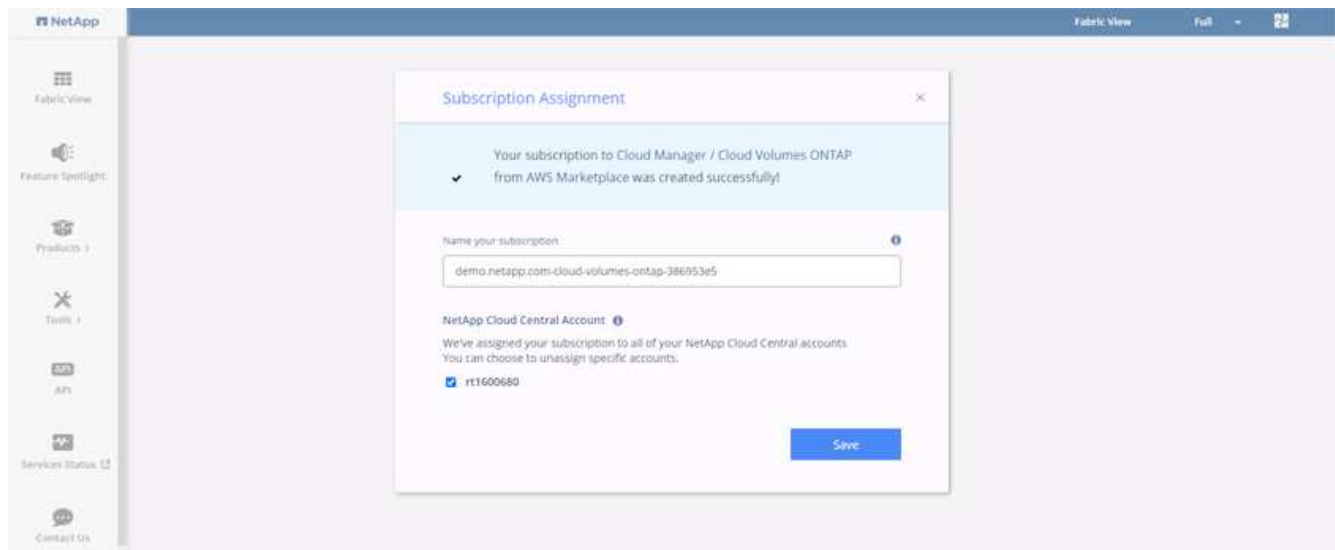 NetApp
Fabric View
Full
Fabric View
Feature Spotlight
Products
Tools
API
API
Services Status
Contact Us
Subscription Assignment
Your subscription to Cloud Manager / Cloud Volumes ONTAP
from AWS Marketplace was created successfully!
Name your subscription
demo.netapp.com-cloud-volumes-ontap-386953e5
NetApp Cloud Central Account
We've assigned your subscription to all of your NetApp Cloud Central accounts
You can choose to unassign specific accounts.
rt1600680
Save